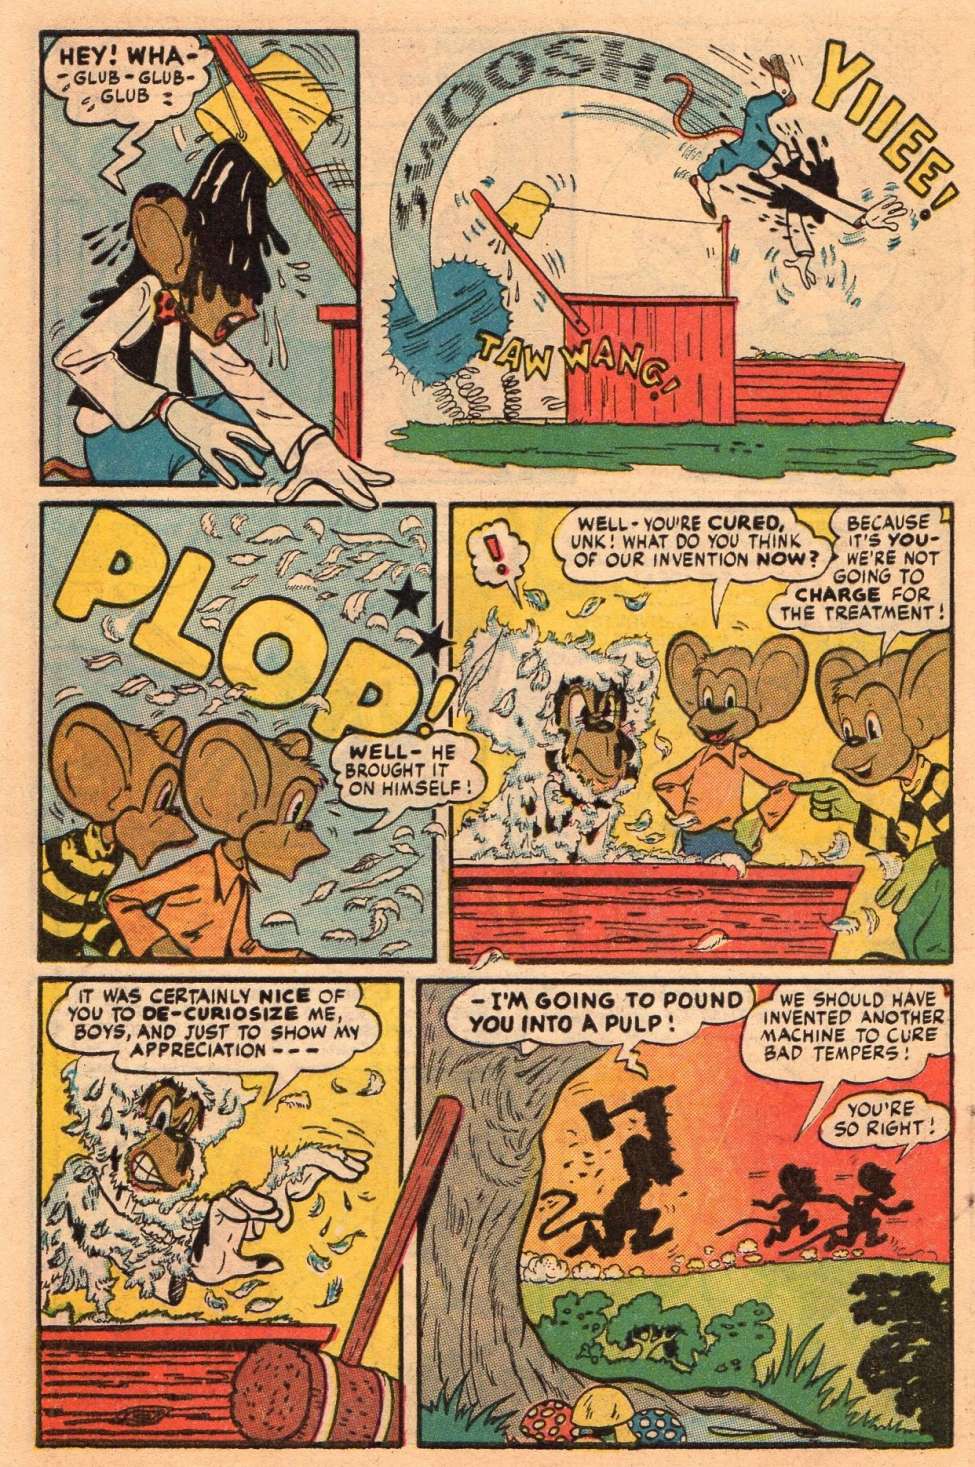 HEY! WHA-
-GLUB-GLUB-
GLUB
SWOOSH
YIIEE!
TAWWANG!
PLOP!
WELL- HE
BROUGHT IT
ON HIMSELF!
!
WELL- YOU'RE CURED,
UNK! WHAT DO YOU THINK
OF OUR INVENTION NOW?
BECAUSE
IT'S YOU-
WE'RE NOT
GOING TO
CHARGE FOR
THE TREATMENT!
IT WAS CERTAINLY NICE OF
YOU TO DE-CURIOSIZE ME,
BOYS, AND JUST TO SHOW MY
APPRECIATION ---
-I'M GOING TO POUND
YOU INTO A PULP!
WE SHOULD HAVE
INVENTED ANOTHER
MACHINE TO CURE
BAD TEMPERS!
YOU'RE
SO RIGHT!